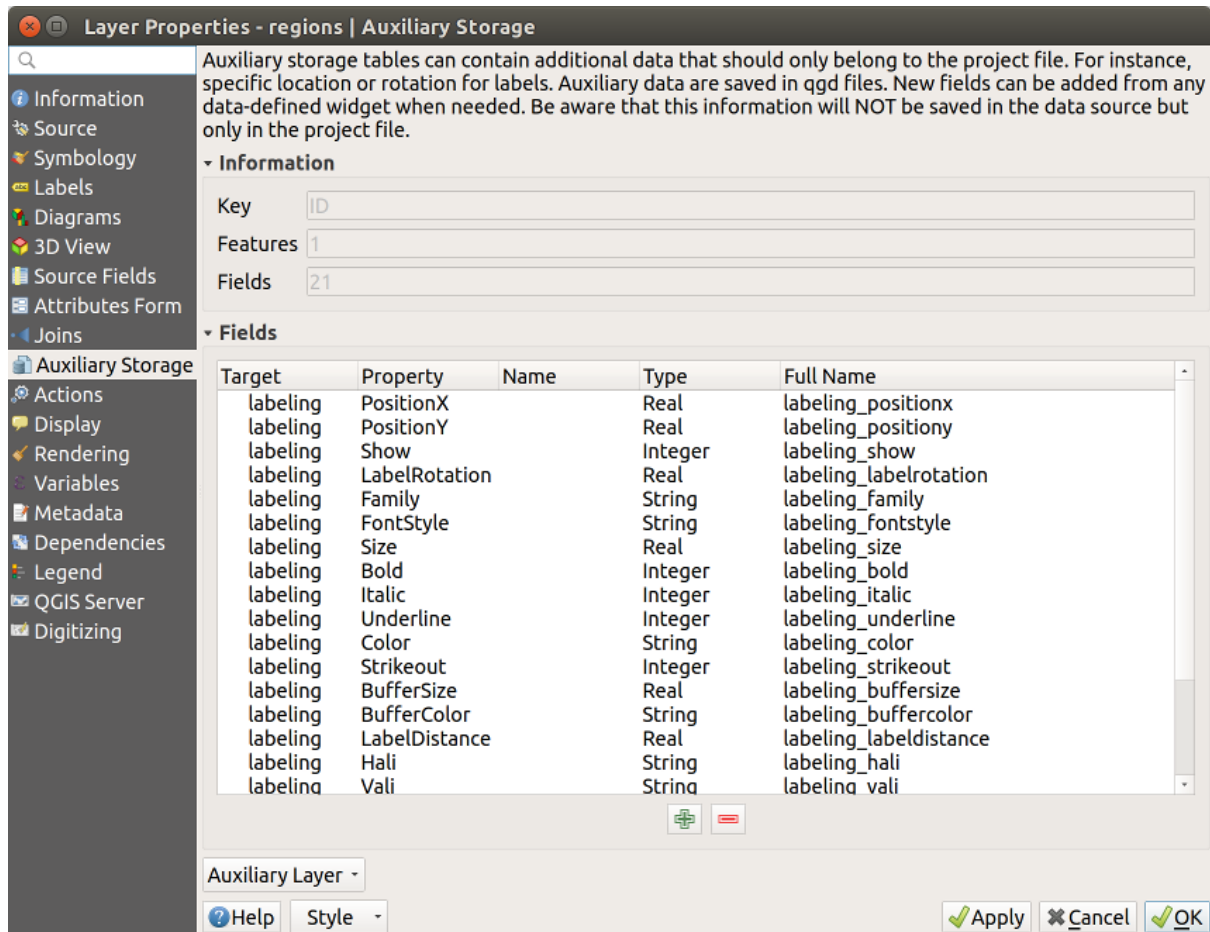 Layer Properties - regions | Auxiliary Storage
Information
Source
Symbology
Labels
Diagrams
3D View
Source Fields
Attributes Form
Joins
Auxiliary Storage
Actions
Display
Rendering
Variables
Metadata
Dependencies
Legend
QGIS Server
Digitizing
Auxiliary storage tables can contain additional data that should only belong to the project file. For instance,
specific location or rotation for labels. Auxiliary data are saved in qgd files. New fields can be added from any
data-defined widget when needed. Be aware that this information will NOT be saved in the data source but
only in the project file.
Information
Key ID
Features 1
Fields 21
Fields
Target Property Name Type Full Name
labeling PositionX Real labeling_positionx
labeling PositionY Real labeling_positiony
labeling Show Integer labeling_show
labeling LabelRotation Real labeling_labelrotation
labeling Family String labeling_family
labeling FontStyle String labeling_fontstyle
labeling Size Real labeling_size
labeling Bold Integer labeling_bold
labeling Italic Integer labeling_italic
labeling Underline Integer labeling_underline
labeling Color String labeling_color
labeling Strikeout Integer labeling_strikeout
labeling BufferSize Real labeling_buffersize
labeling BufferColor String labeling_buffercolor
labeling LabelDistance Real labeling_labeldistance
labeling Hali String labeling_hali
labeling Vali String labeling_vali
Auxiliary Layer
Help Style Apply Cancel OK